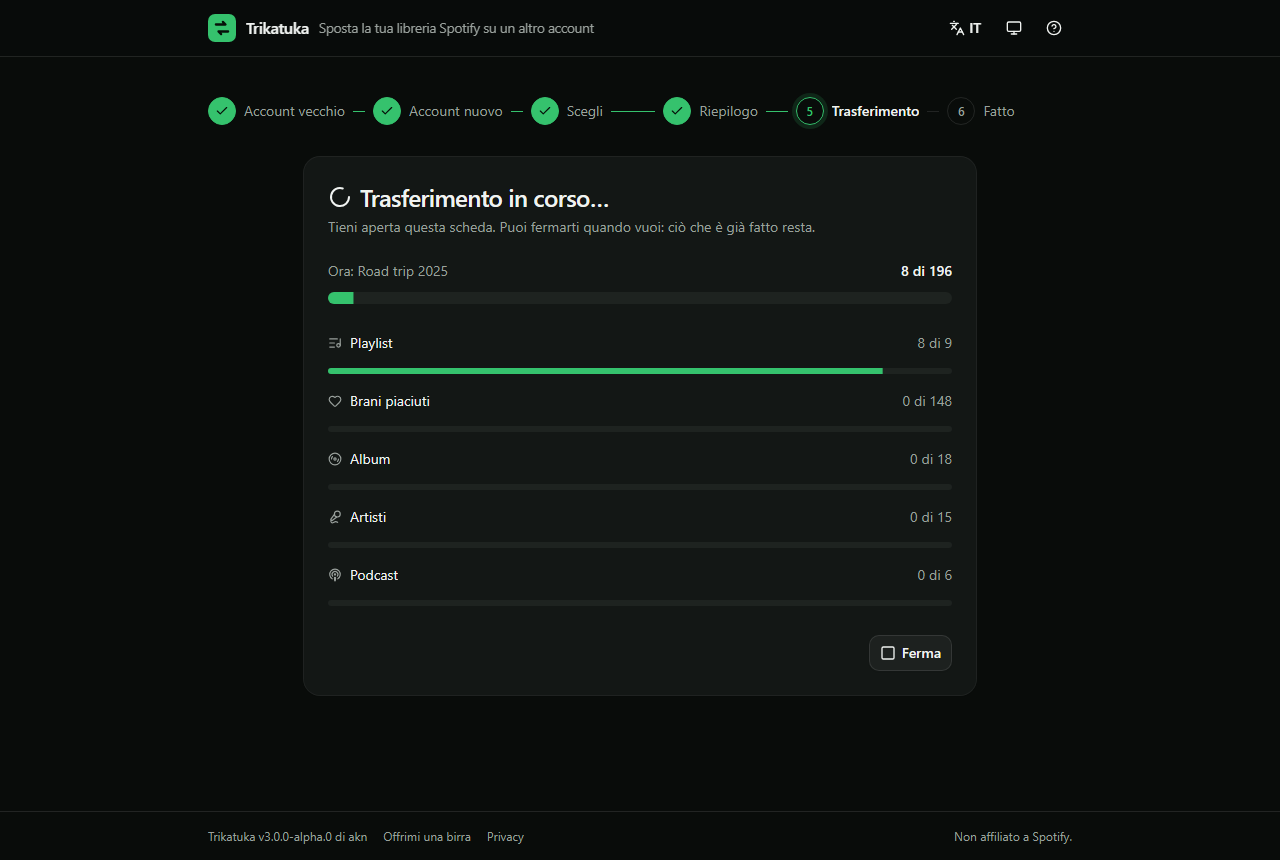 Trikatuka Sposta la tua libreria Spotify su un altro account IT
Account vecchio Account nuovo Scegli Riepilogo 5 Trasferimento 6 Fatto
Trasferimento in corso…
Tieni aperta questa scheda. Puoi fermarti quando vuoi: ciò che è già fatto resta.
Ora: Road trip 2025 8 di 196
Playlist 8 di 9
Brani piaciuti 0 di 148
Album 0 di 18
Artisti 0 di 15
Podcast 0 di 6
Ferma
Trikatuka v3.0.0-alpha.0 di akn Offrimi una birra Privacy Non affiliato a Spotify.